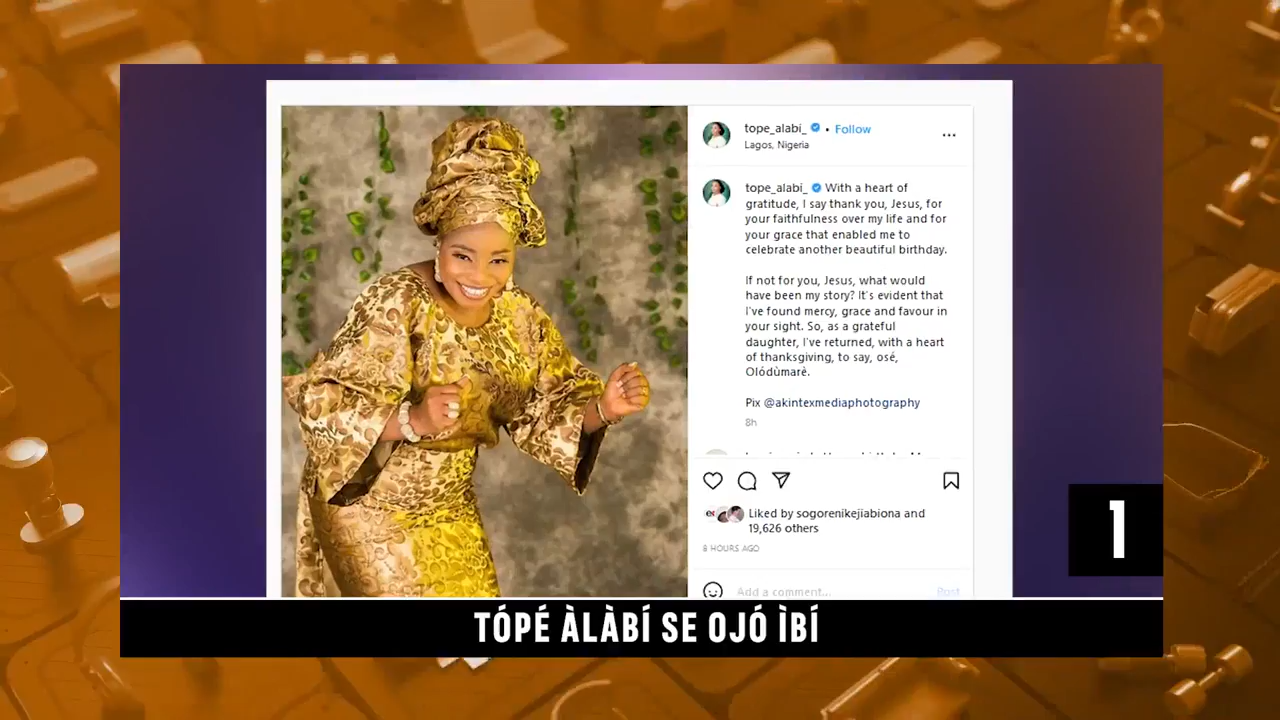 tope_alabi_ • Follow
Lagos, Nigeria
tope_alabi_ With a heart of
gratitude, I say thank you, Jesus, for
your faithfulness over my life and for
your grace that enabled me to
celebrate another beautiful birthday.
If not for you, Jesus, what would
have been my story? It's evident that
I've found mercy, grace and favour in
your sight. So, as a grateful
daughter, I've returned, with a heart
of thanksgiving, to say, osé,
Olódùmarè.
Pix @akintexmediaphotography
8h
Liked by sogorenikejiabiona and
19,626 others
8 HOURS AGO
Add a comment... Post
1
TÓPÉ ÀLÀBÍ SE OJÓ ÌBÍ